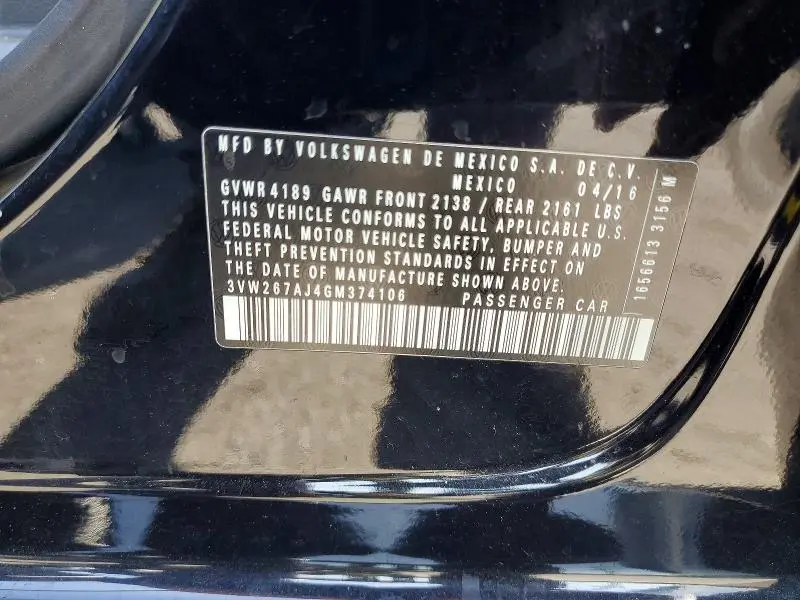 MFD BY VOLKSWAGEN DE MEXICO S.A. DE C.V.
MEXICO 04/16
GVWR 4189 GAWR FRONT 2138 / REAR 2161 LBS
THIS VEHICLE CONFORMS TO ALL APPLICABLE U.S.
FEDERAL MOTOR VEHICLE SAFETY, BUMPER AND
THEFT PREVENTION STANDARDS IN EFFECT ON
THE DATE OF MANUFACTURE SHOWN ABOVE.
3VW267AJ4GM374106 PASSENGER CAR
1656613 3156 M